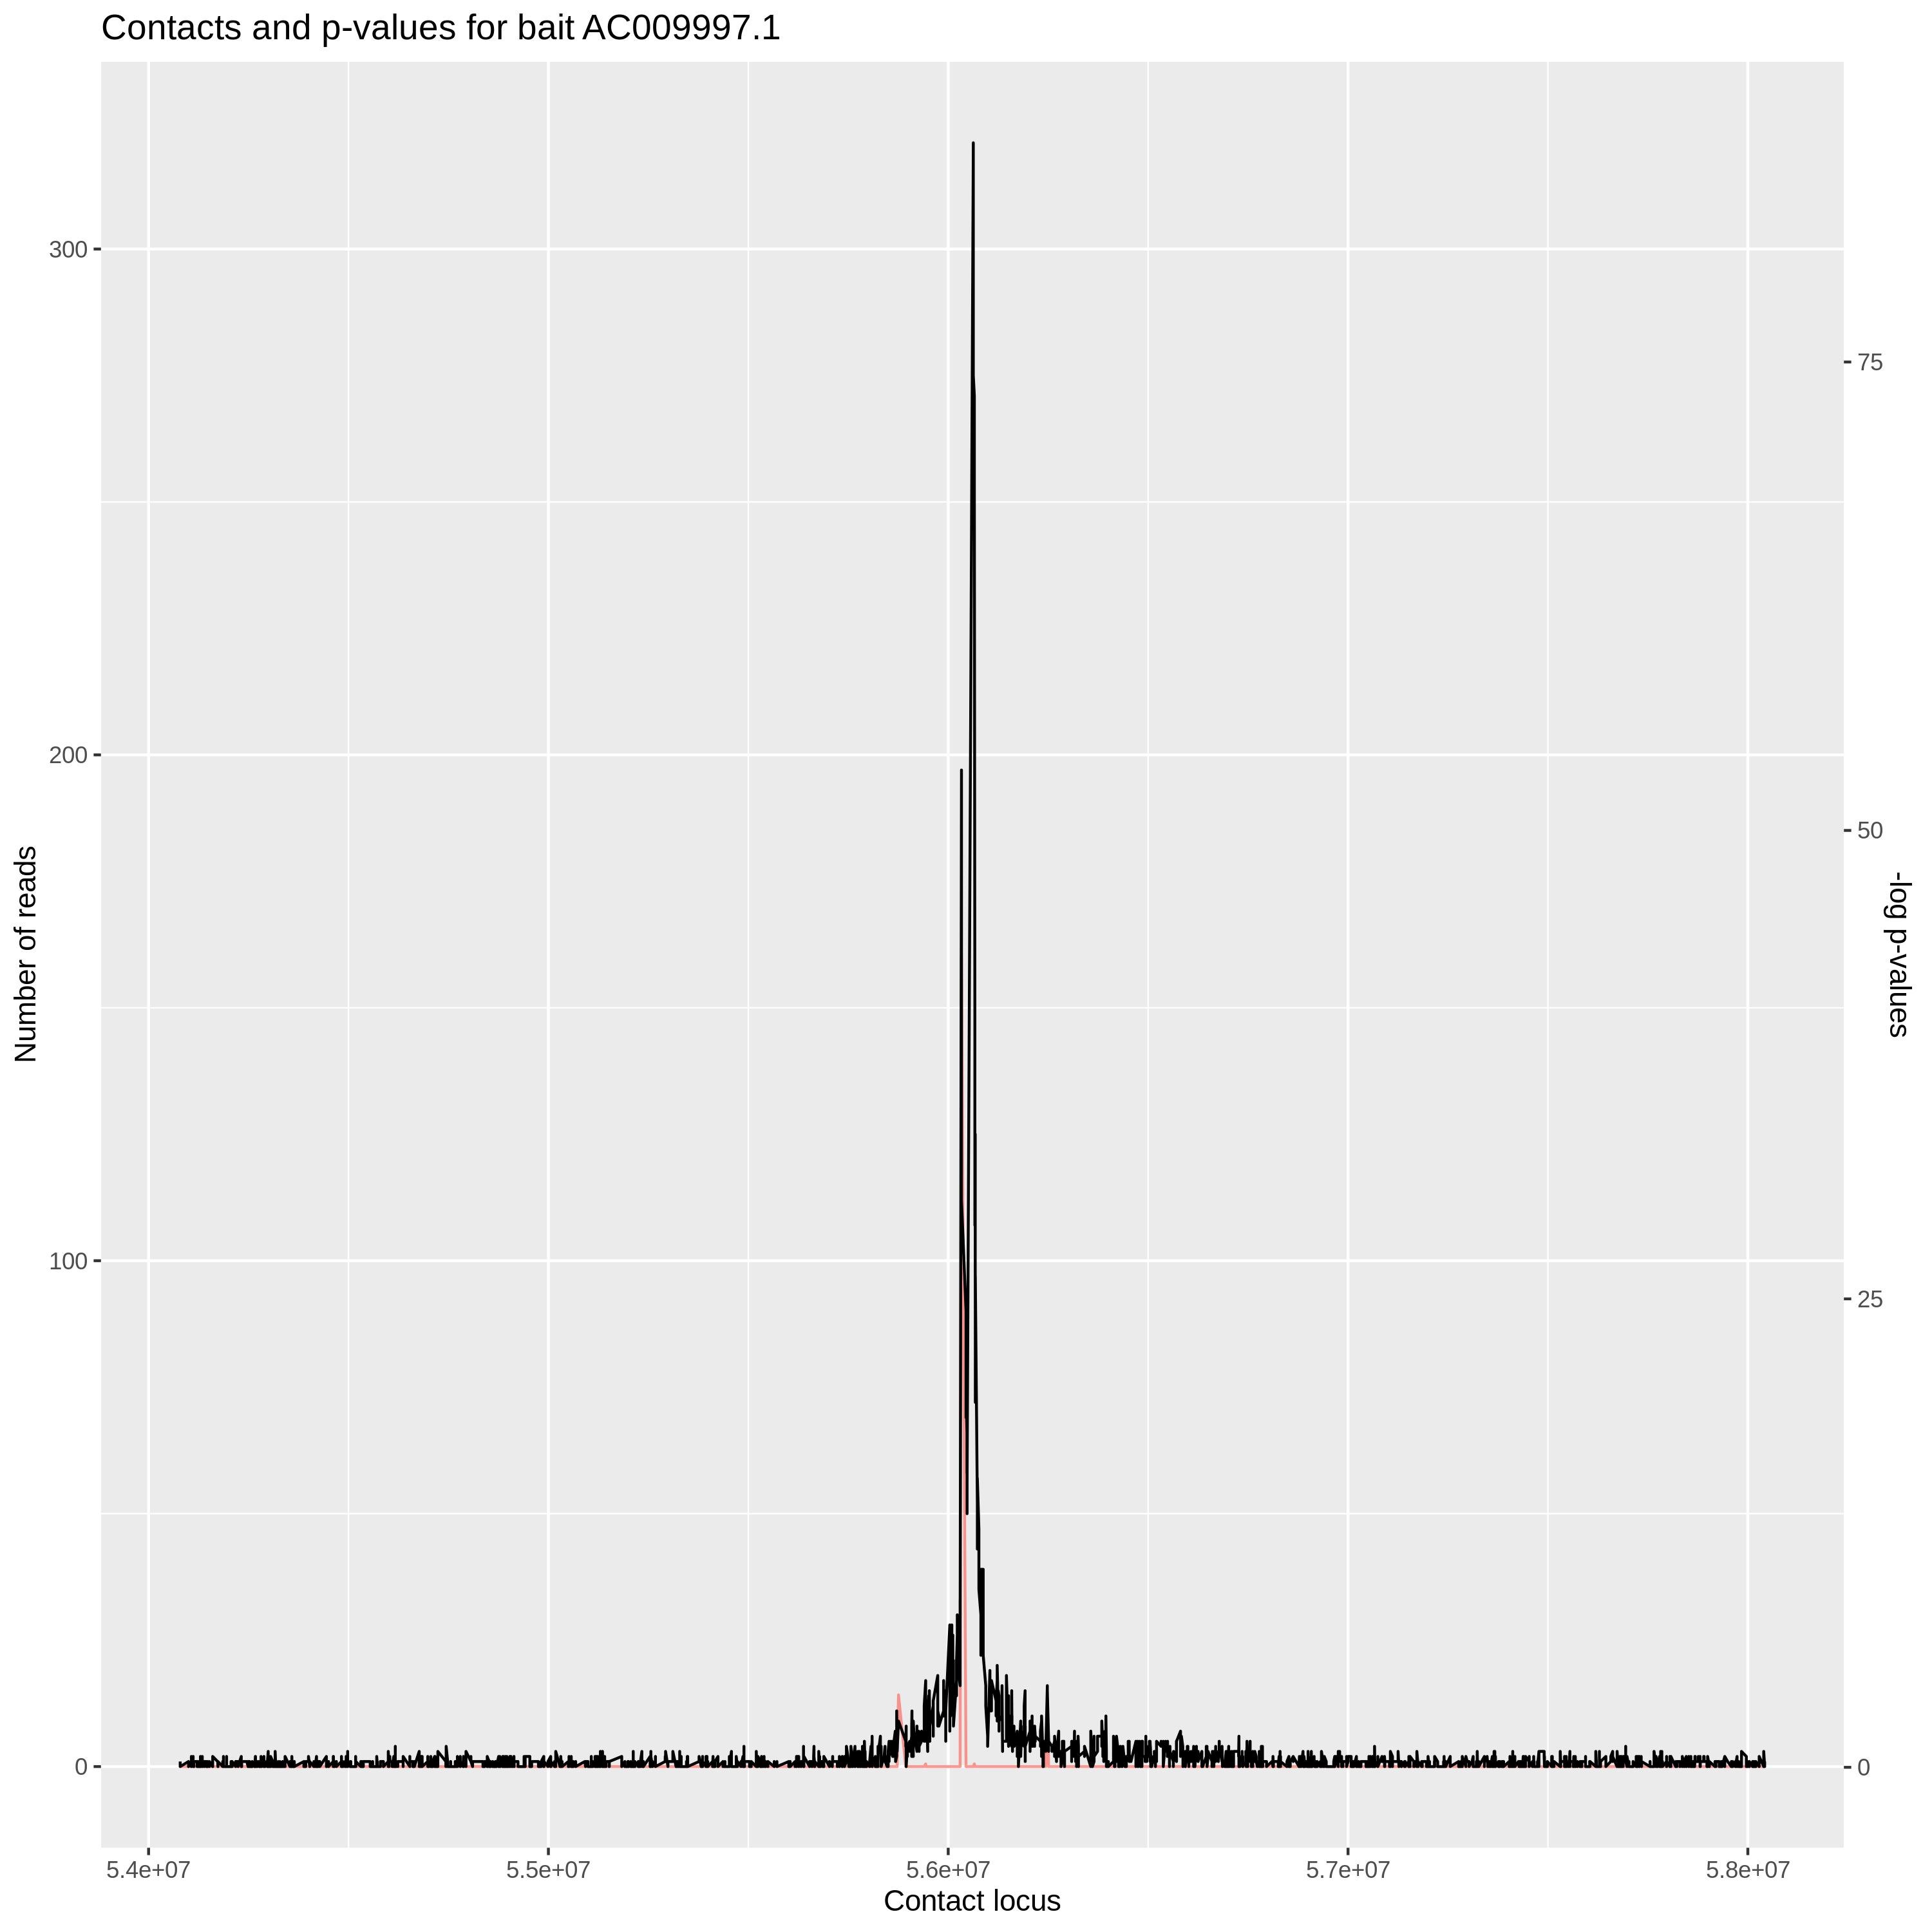 Contacts and p-values for bait AC009997.1
300
200
100
0
Number of reads
75
50
25
0
-log p-values
5.4e+07
5.5e+07
5.6e+07
5.7e+07
5.8e+07
Contact locus